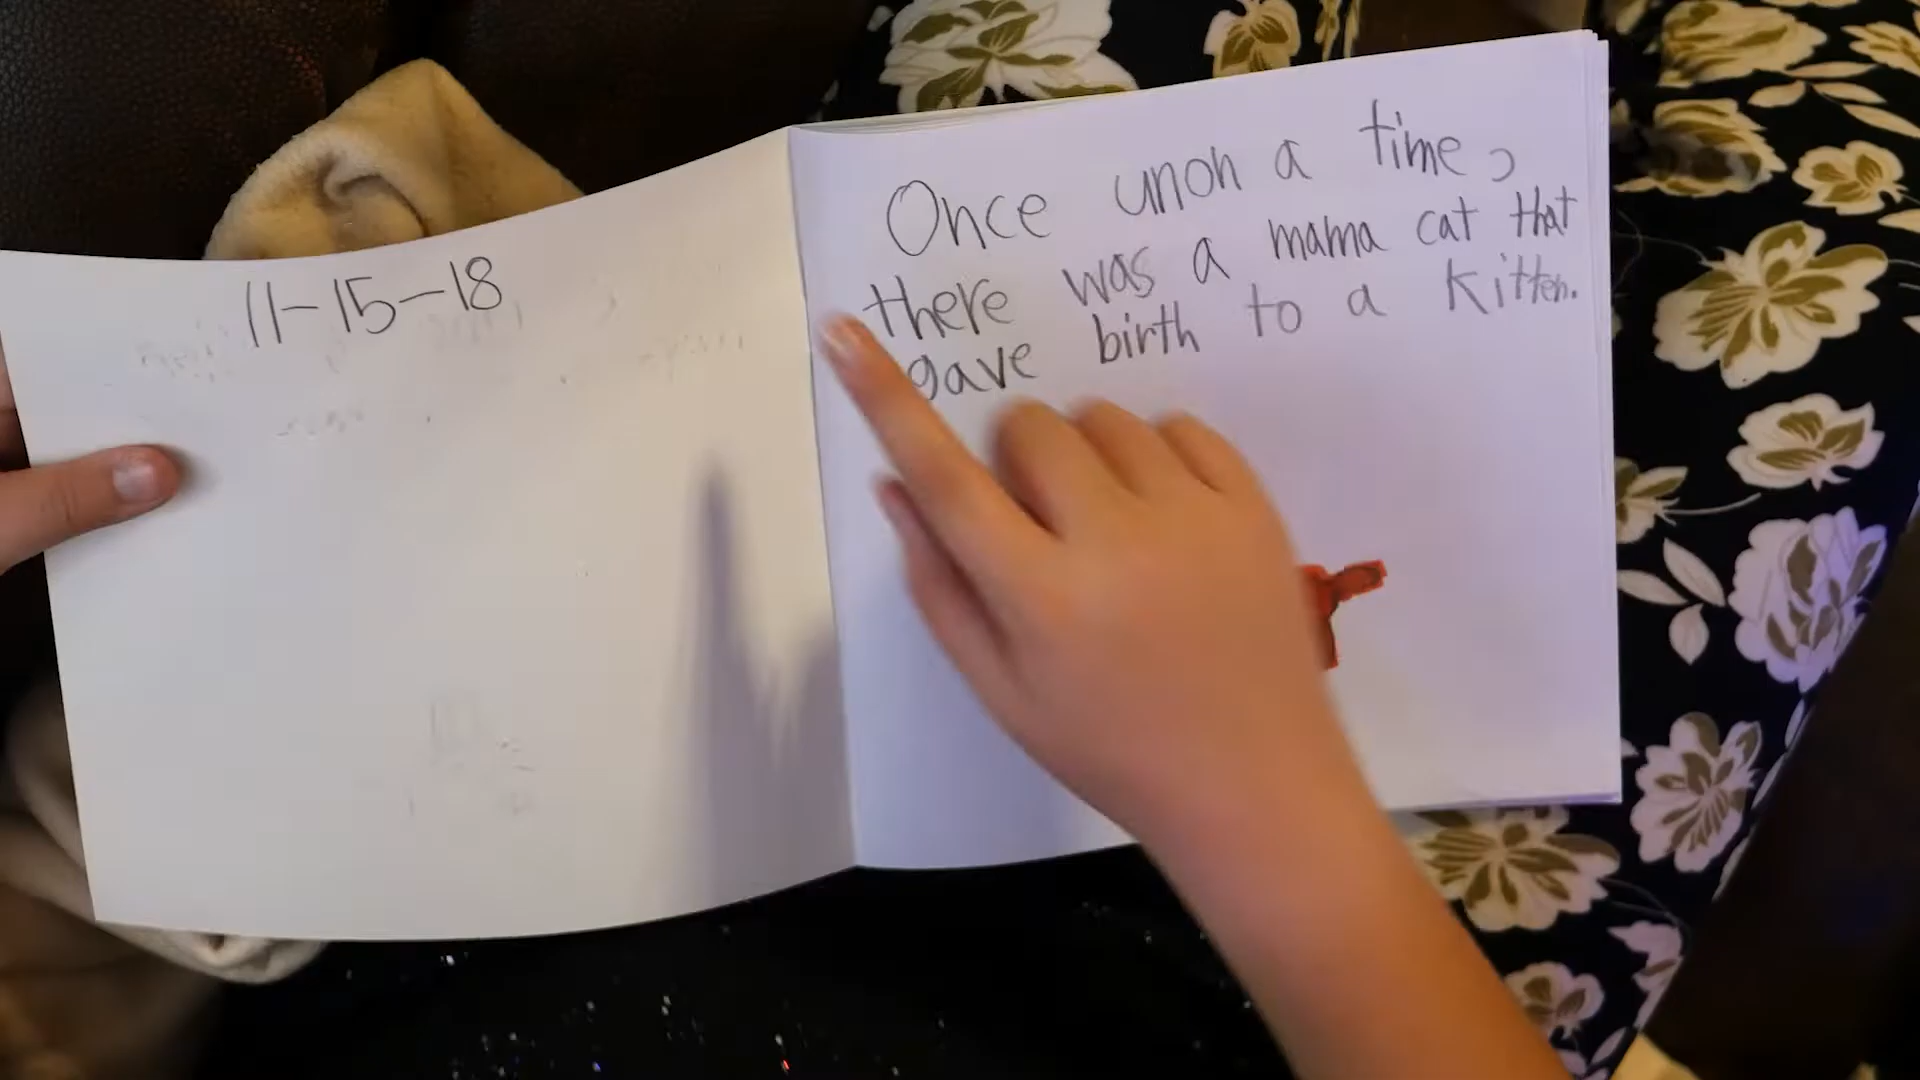 11-15-18
Once unon a time,
there was a mama cat that
gave birth to a kitten.